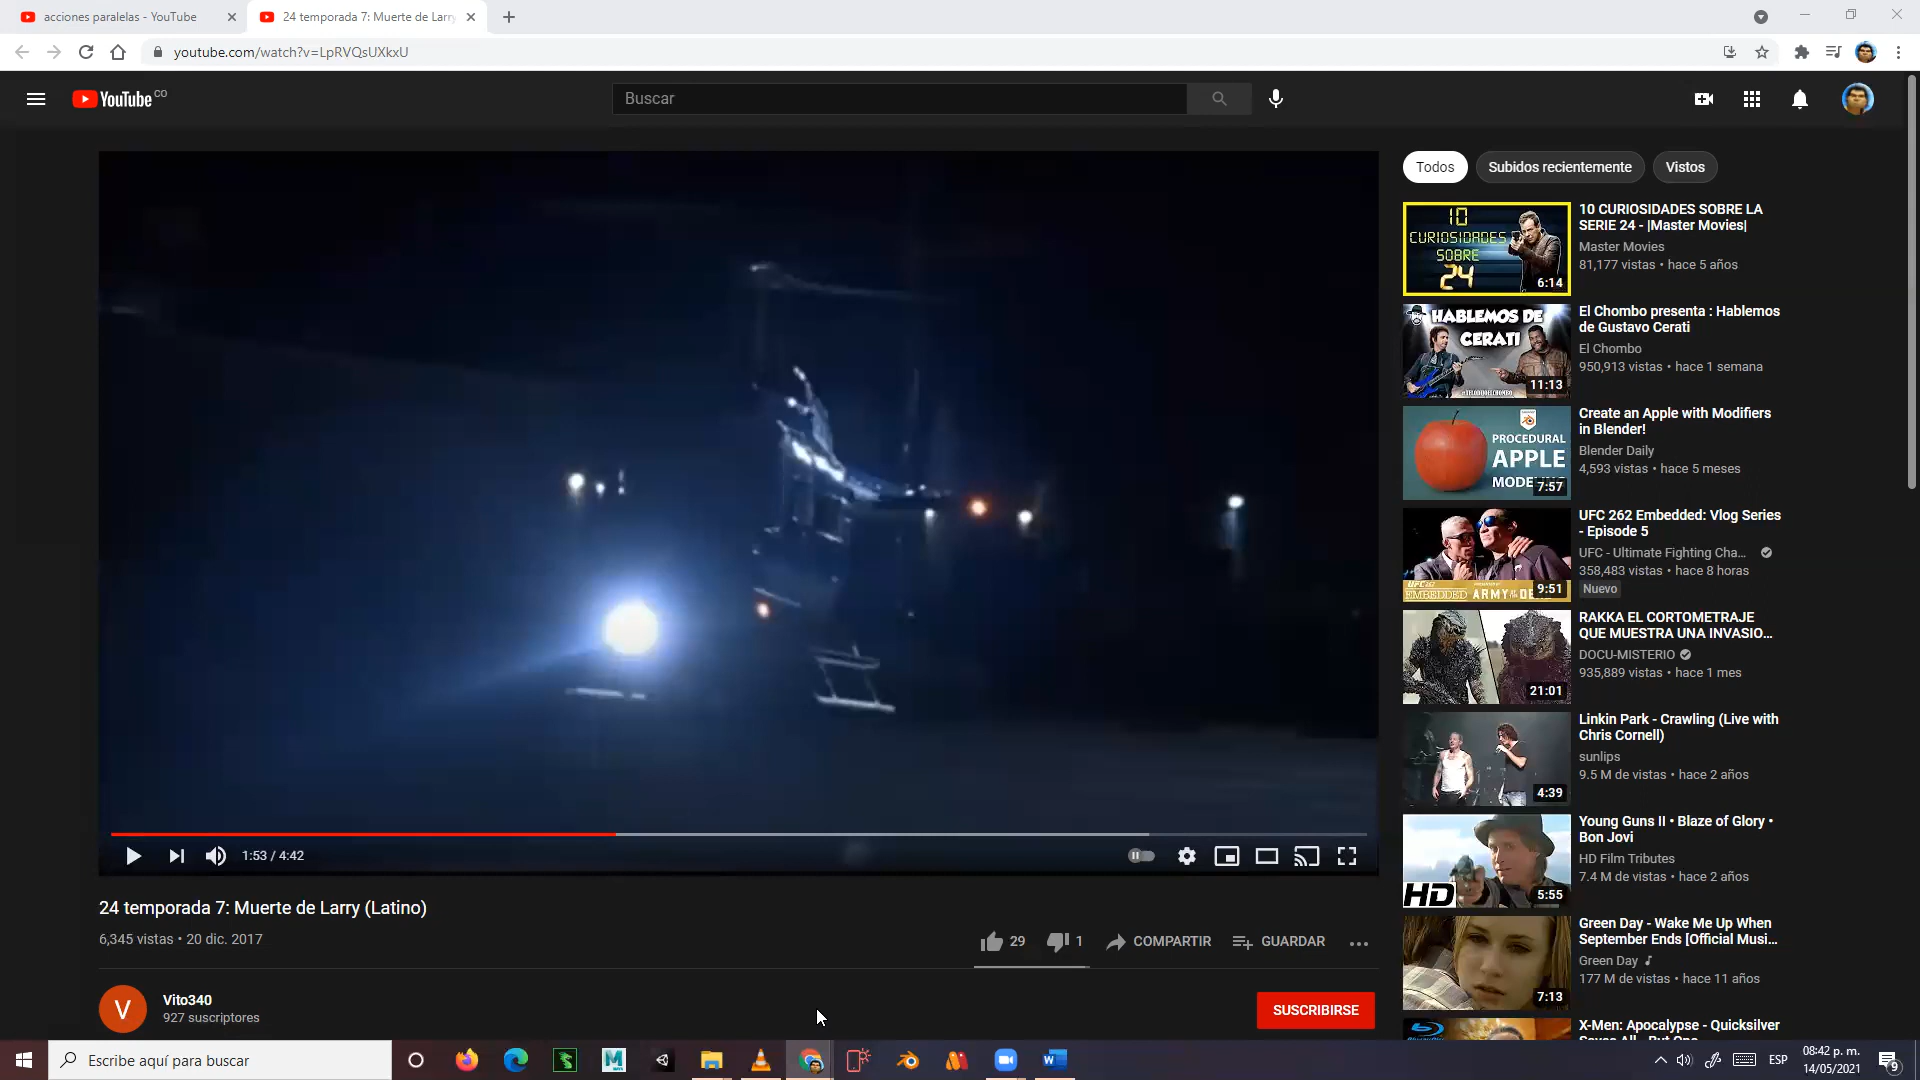 acciones paralelas - YouTube
24 temporada 7: Muerte de Larry
youtube.com/watch?v=LpRVQsUXkxU
YouTube CO
Buscar
1:53 / 4:42
24 temporada 7: Muerte de Larry (Latino)
6,345 vistas • 20 dic. 2017
29
1
COMPARTIR
GUARDAR
V
Vito340
927 suscriptores
SUSCRIBIRSE
Todos
Subidos recientemente
Vistos
10
CURIOSIDADES
SOBRE
24
6:14
10 CURIOSIDADES SOBRE LA
SERIE 24 - |Master Movies|
Master Movies
81,177 vistas • hace 5 años
HABLEMOS DE
CERATI
11:13
El Chombo presenta : Hablemos
de Gustavo Cerati
El Chombo
950,913 vistas • hace 1 semana
PROCEDURAL
APPLE
7:57
Create an Apple with Modifiers
in Blender!
Blender Daily
4,593 vistas • hace 5 meses
EMBEDDED
9:51
UFC 262 Embedded: Vlog Series
- Episode 5
UFC - Ultimate Fighting Cha...
358,483 vistas • hace 8 horas
Nuevo
21:01
RAKKA EL CORTOMETRAJE
QUE MUESTRA UNA INVASIO...
DOCU-MISTERIO
935,889 vistas • hace 1 mes
4:39
Linkin Park - Crawling (Live with
Chris Cornell)
sunlips
9.5 M de vistas • hace 2 años
HD
5:55
Young Guns II • Blaze of Glory •
Bon Jovi
HD Film Tributes
7.4 M de vistas • hace 2 años
7:13
Green Day - Wake Me Up When
September Ends [Official Musi...
Green Day
177 M de vistas • hace 11 años
X-Men: Apocalypse - Quicksilver
Escribe aquí para buscar
ESP
08:42 p. m.
14/05/2021
9